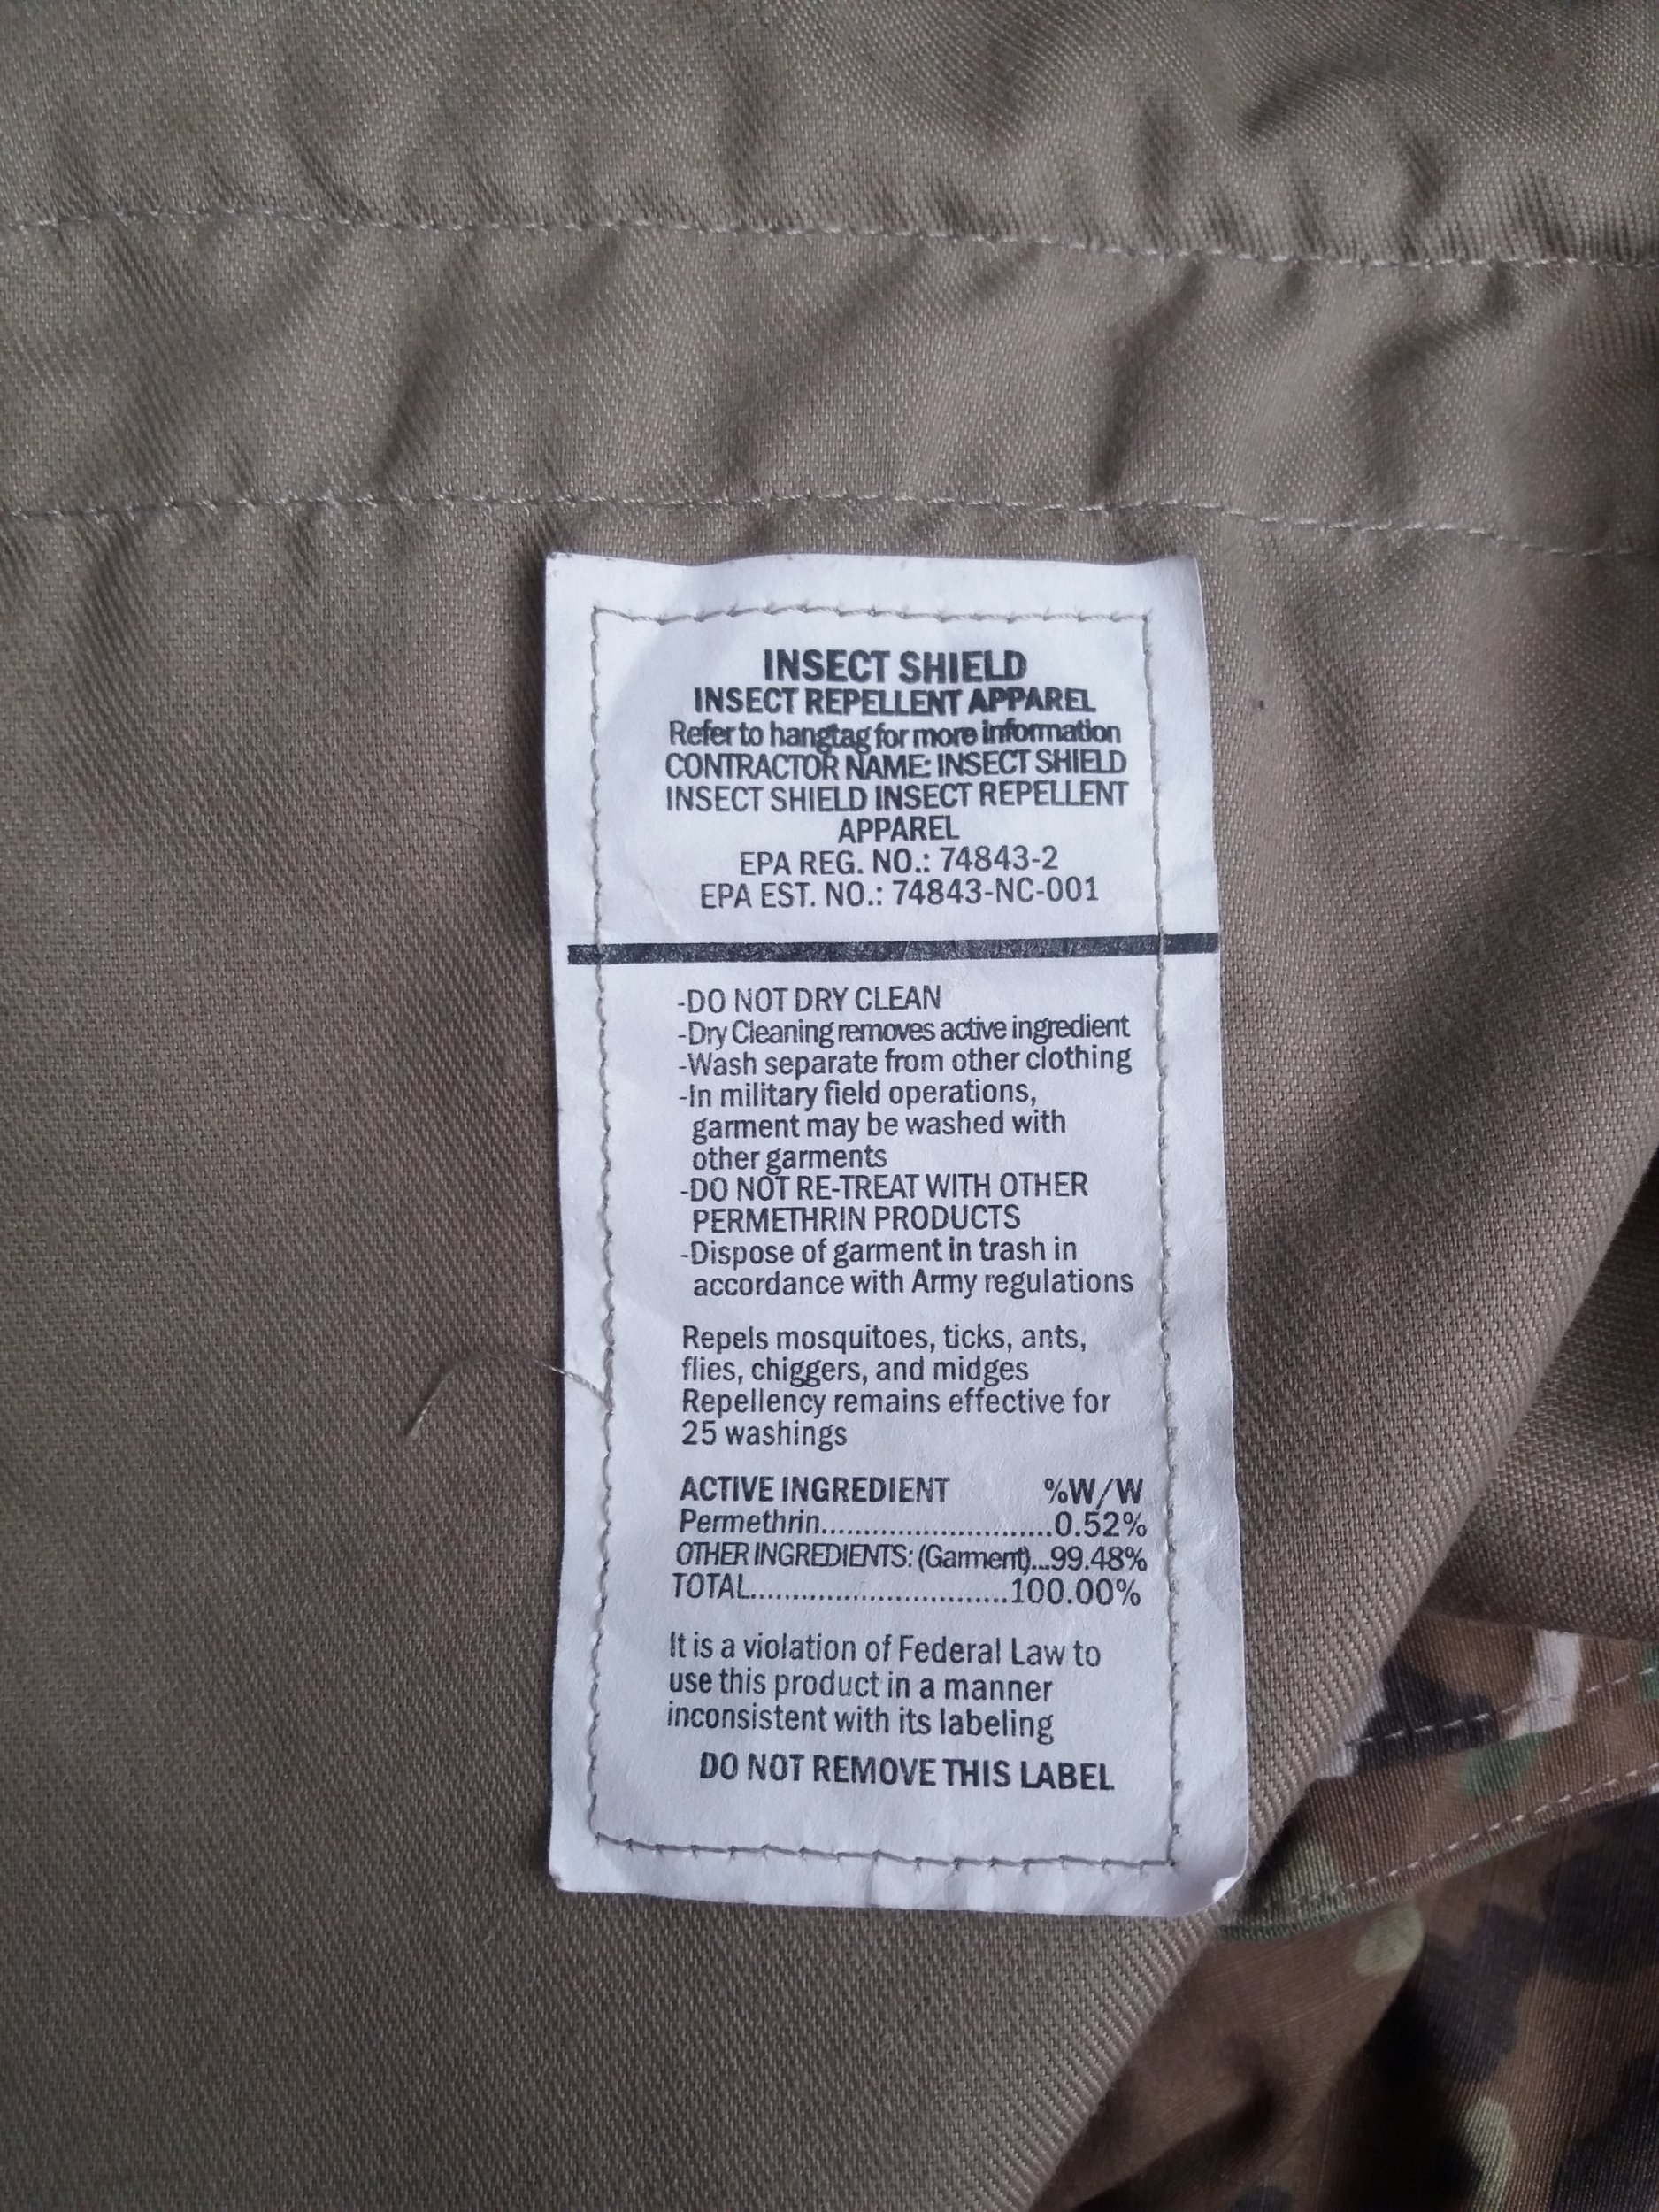 INSECT SHIELD
INSECT REPELLENT APPAREL
Refer to hangtag for more information
CONTRACTOR NAME: INSECT SHIELD
INSECT SHIELD INSECT REPELLENT
APPAREL
EPA REG. NO.: 74843-2
EPA EST. NO.: 74843-NC-001
-DO NOT DRY CLEAN
-Dry Cleaning removes active ingredient
-Wash separate from other clothing
-In military field operations,
garment may be washed with
other garments
-DO NOT RE-TREAT WITH OTHER
PERMETHRIN PRODUCTS
-Dispose of garment in trash in
accordance with Army regulations
Repels mosquitoes, ticks, ants,
flies, chiggers, and midges
Repellency remains effective for
25 washings
ACTIVE INGREDIENT %W/W
Permethrin............................0.52%
OTHER INGREDIENTS: (Garment)...99.48%
TOTAL...............................100.00%
It is a violation of Federal Law to
use this product in a manner
inconsistent with its labeling
DO NOT REMOVE THIS LABEL